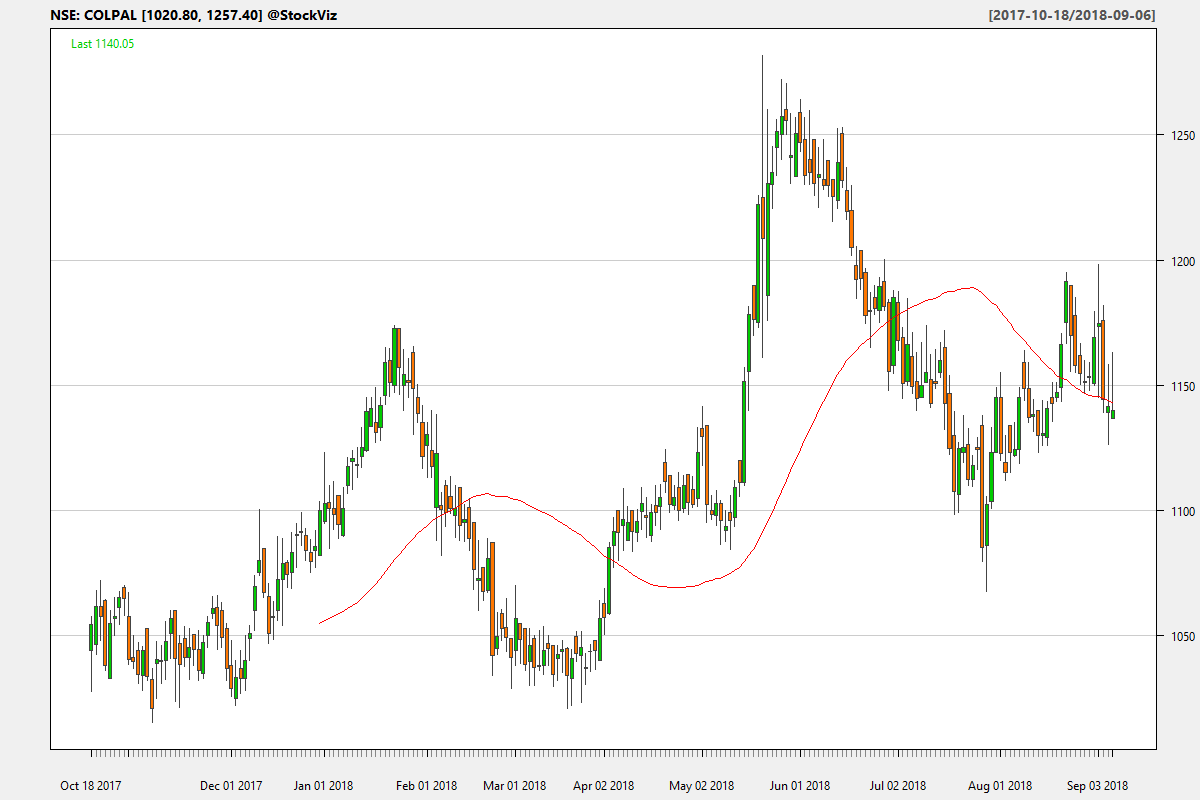 NSE: COLPAL [1020.80, 1257.40] @StockViz
[2017-10-18/2018-09-06]
Last 1140.05
1250
1200
1150
1100
1050
Oct 18 2017
Dec 01 2017
Jan 01 2018
Feb 01 2018
Mar 01 2018
Apr 02 2018
May 02 2018
Jun 01 2018
Jul 02 2018
Aug 01 2018
Sep 03 2018